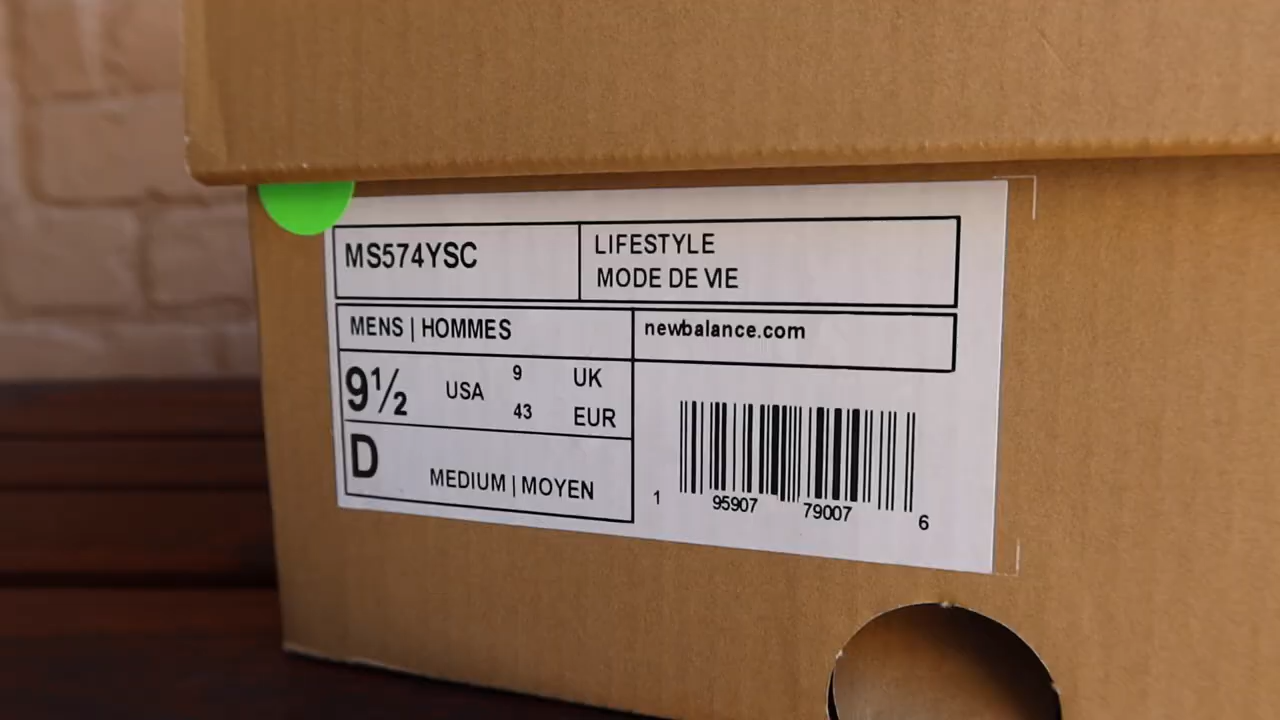 MS574YSC
LIFESTYLE
MODE DE VIE
MENS | HOMMES
newbalance.com
9½ USA 9 UK
43 EUR
D MEDIUM | MOYEN
1 95907 79007 6